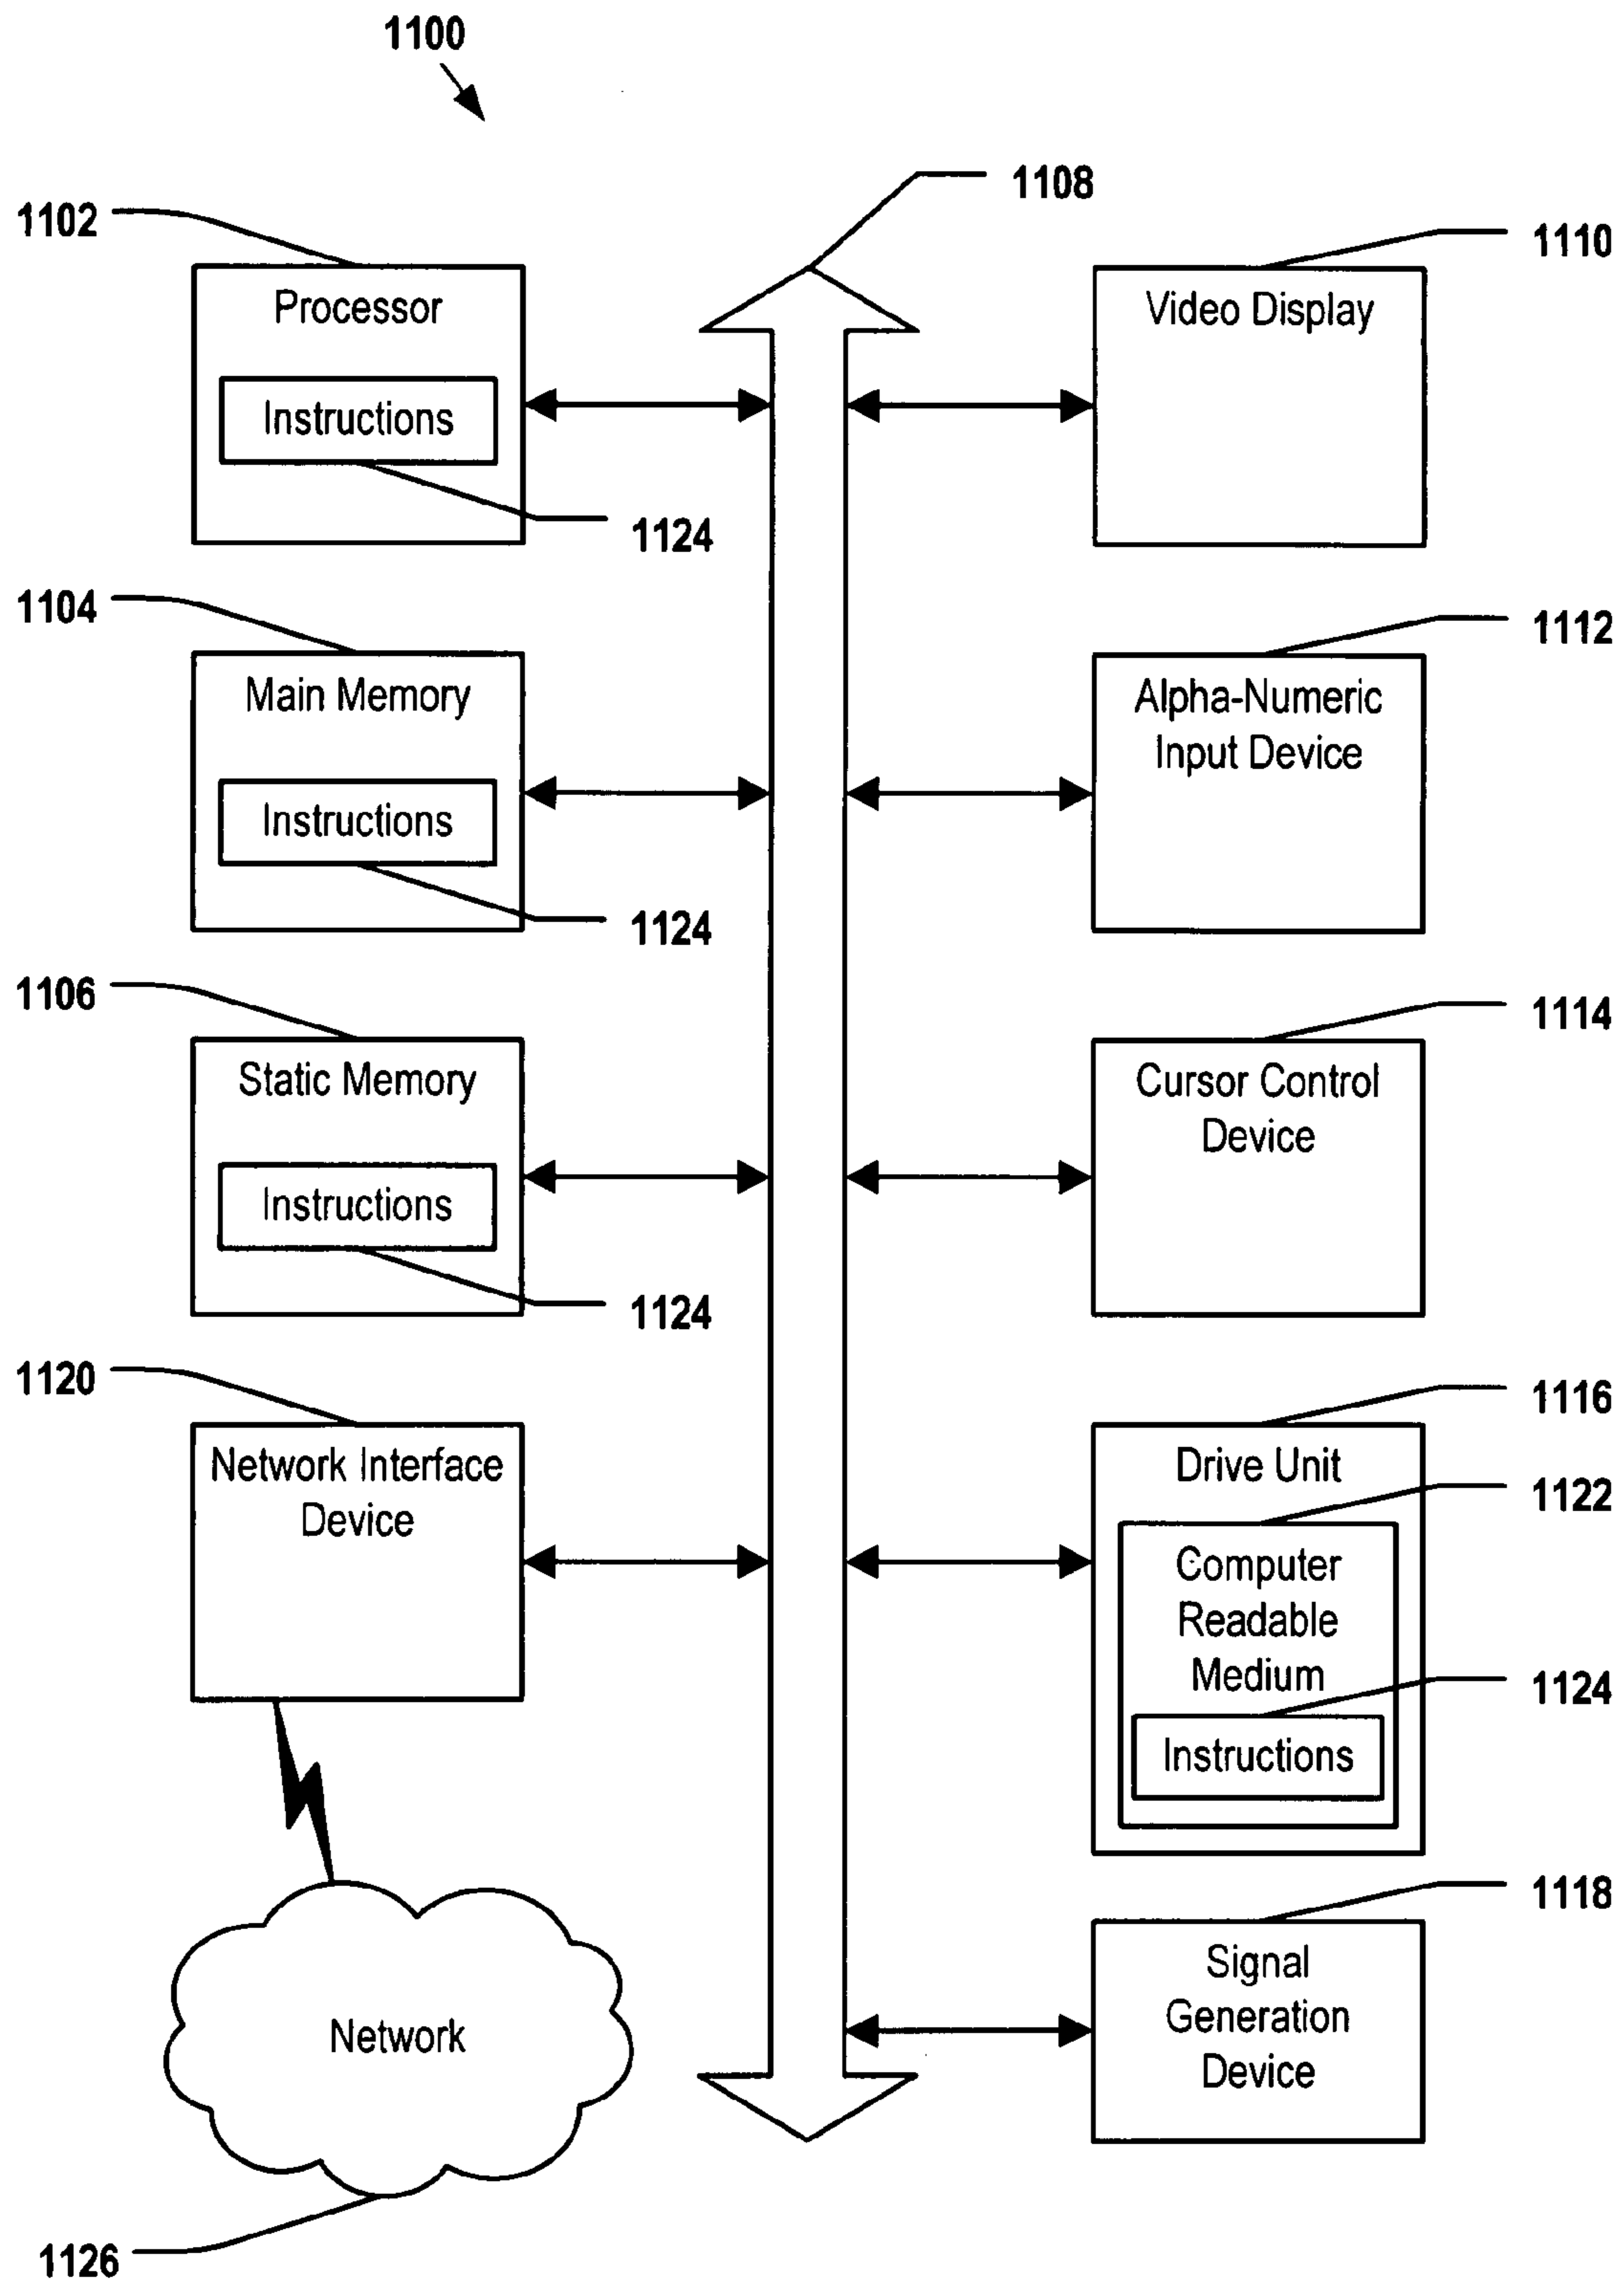 1100
1108
1102
1110
Processor
Video Display
Instructions
1124
1104
1112
Main Memory
Alpha-Numeric
Input Device
Instructions
1124
1106
1114
Static Memory
Cursor Control
Device
Instructions
1124
1120
1116
Network Interface
Device
Drive Unit
1122
Computer
Readable
Medium
1124
Instructions
1118
Signal
Generation
Device
Network
1126